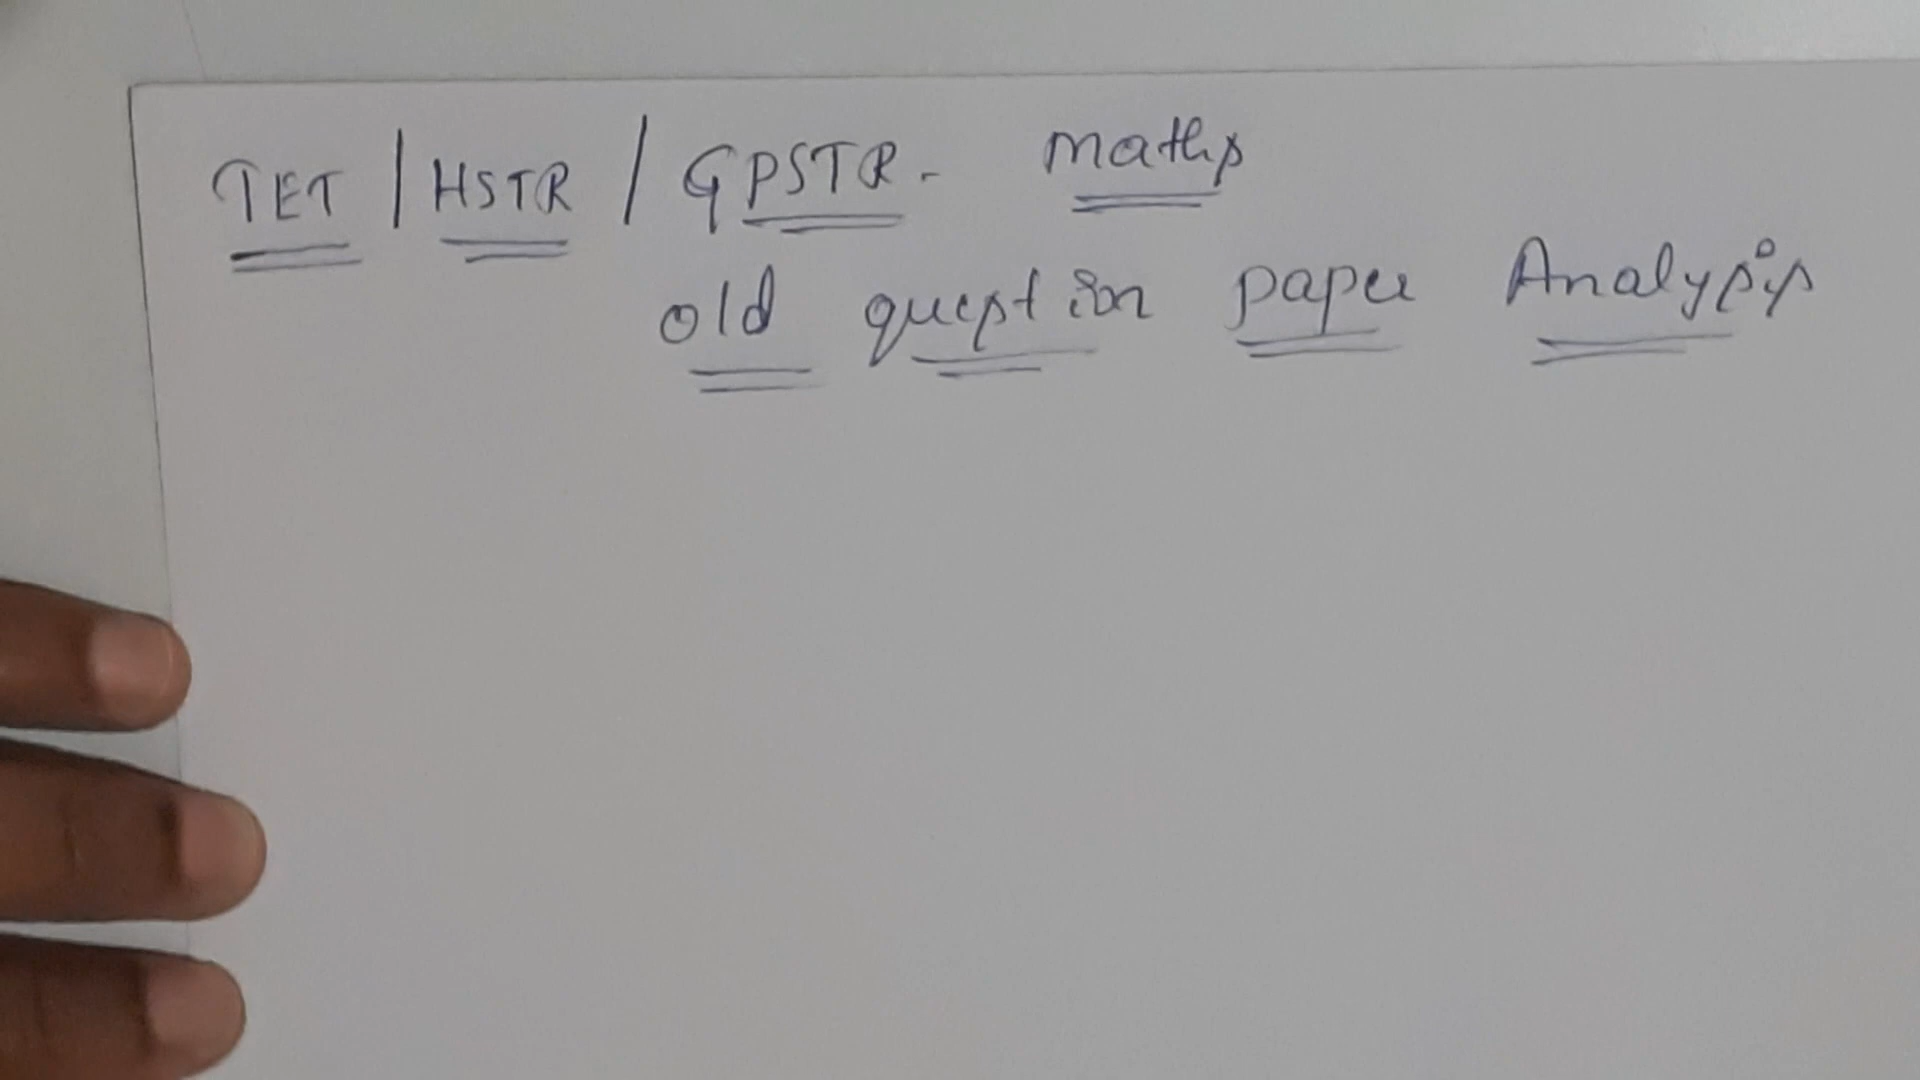 TET / HSTR / GPSTR - maths
old question paper Analysis